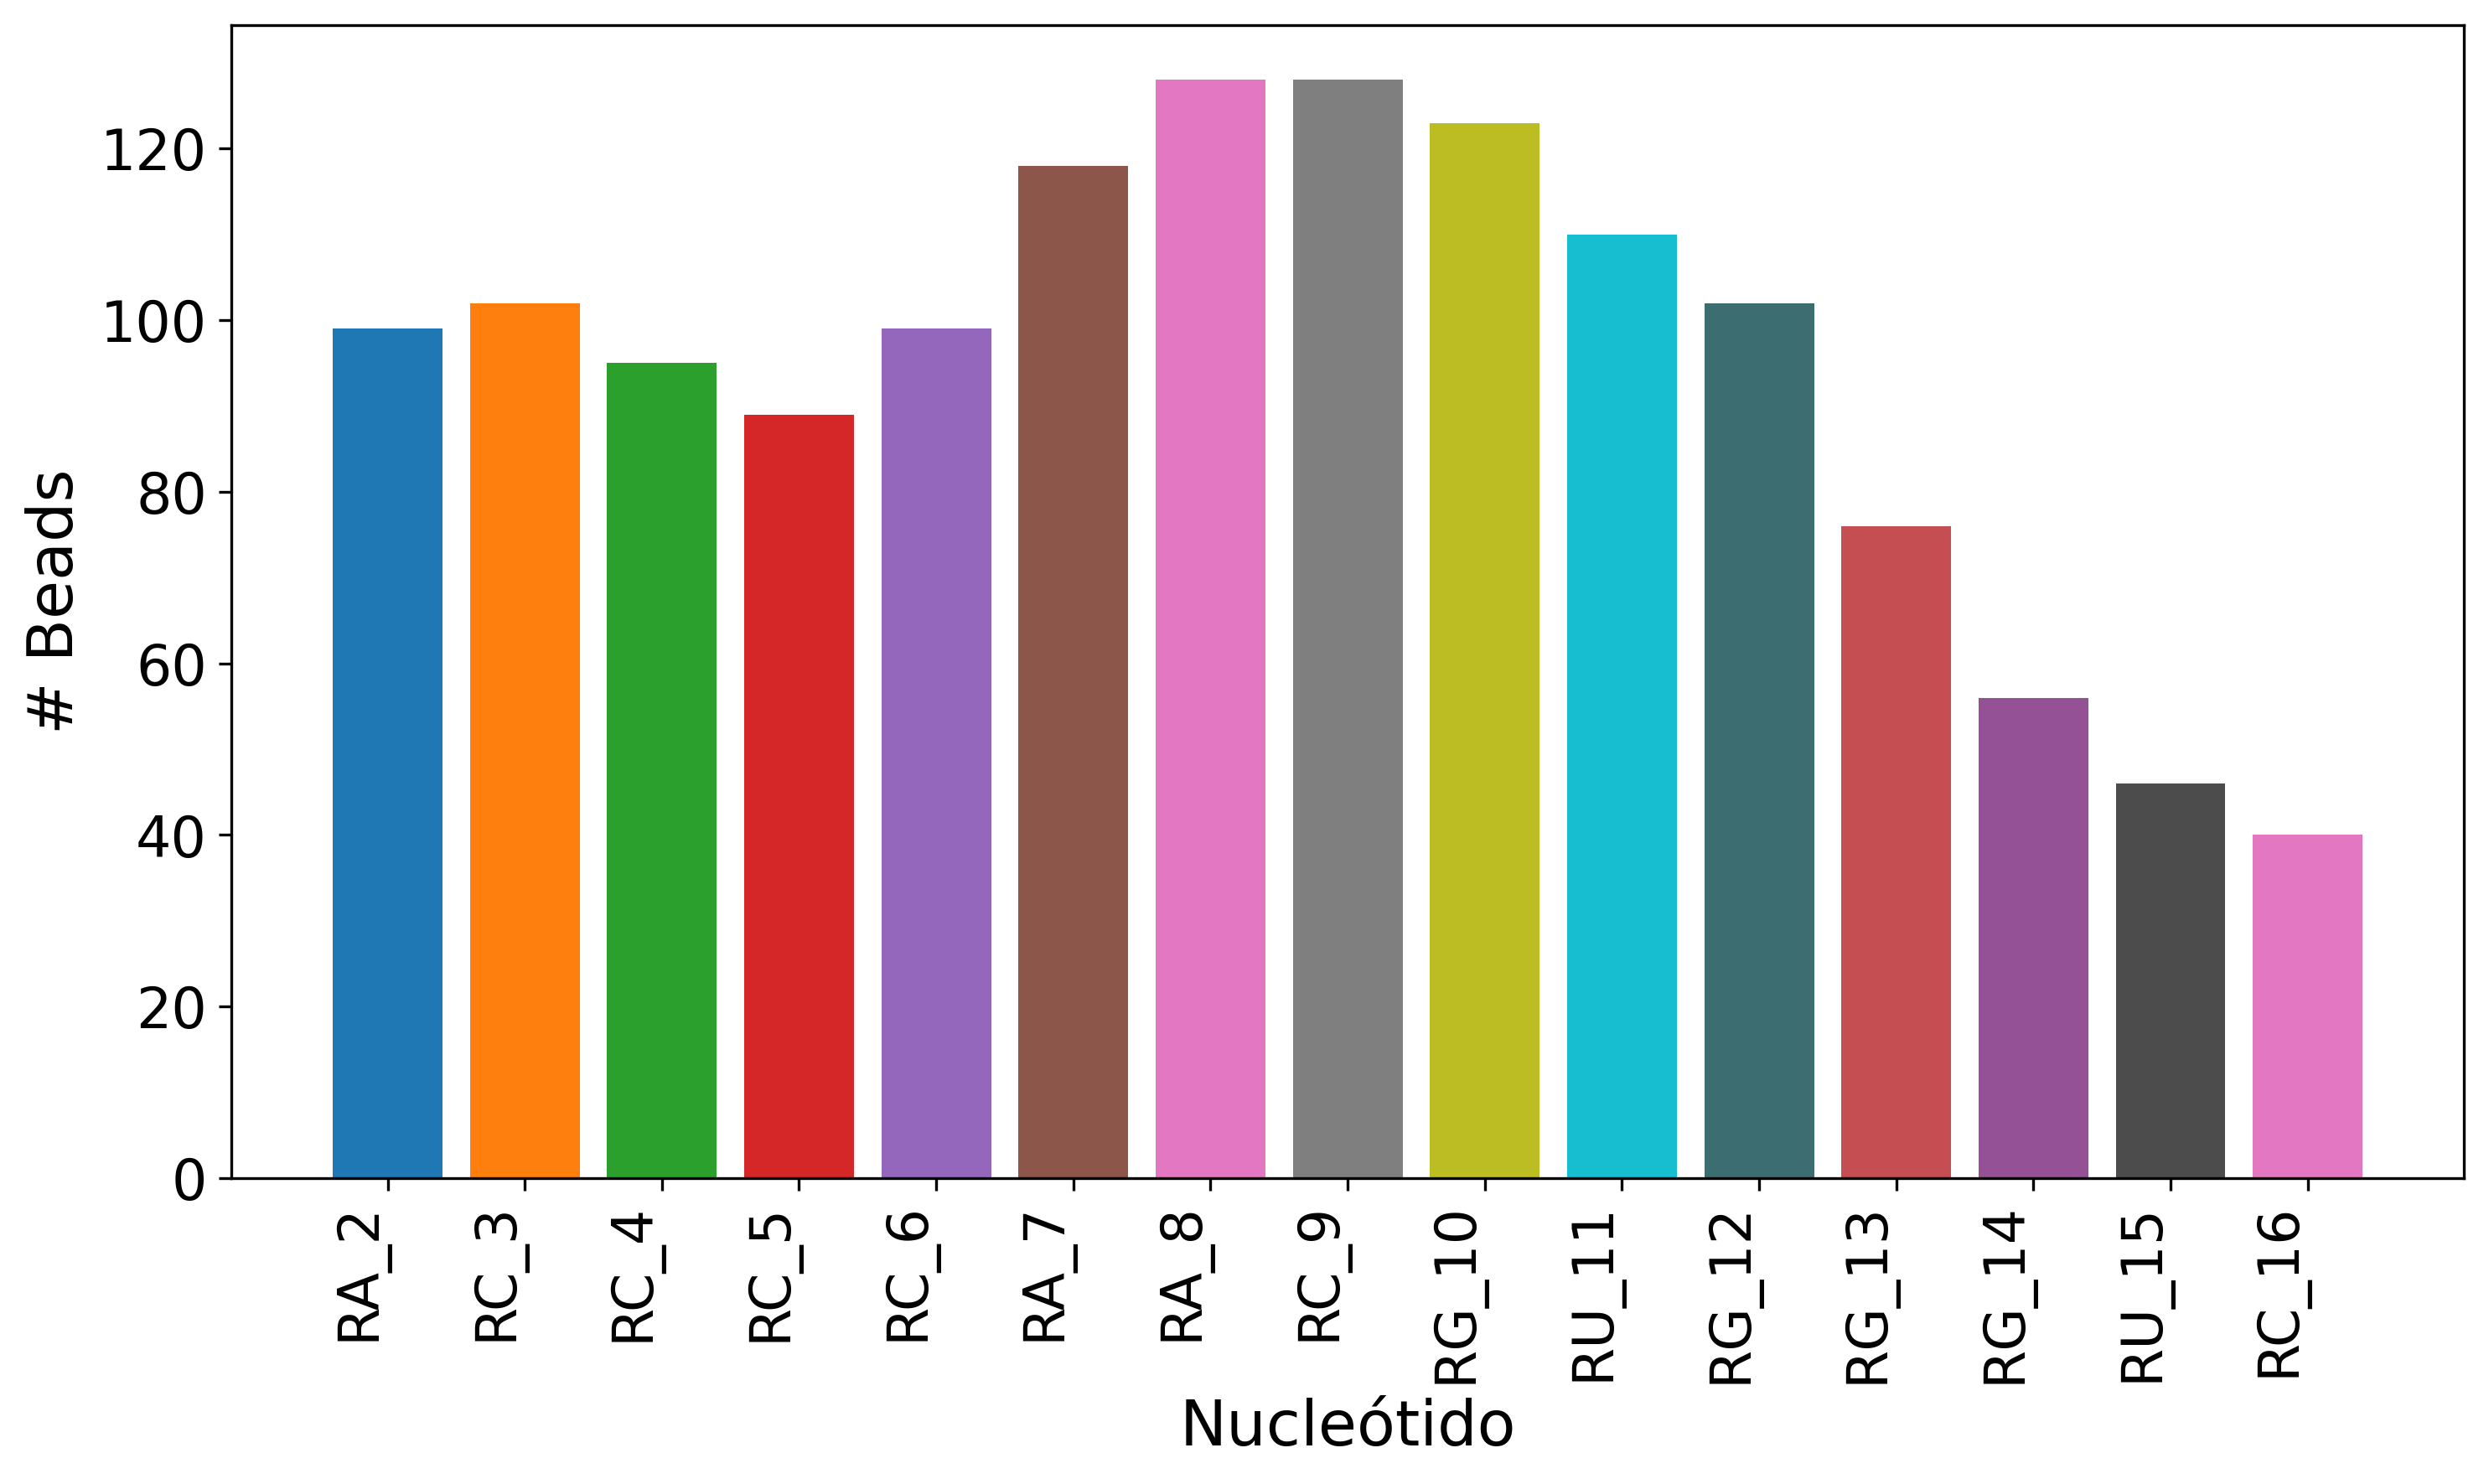 # Beads
120
100
80
60
40
20
0
RA_2
RC_3
RC_4
RC_5
RC_6
RA_7
RA_8
RC_9
RG_10
RU_11
RG_12
RG_13
RG_14
RU_15
RC_16
Nucleótido